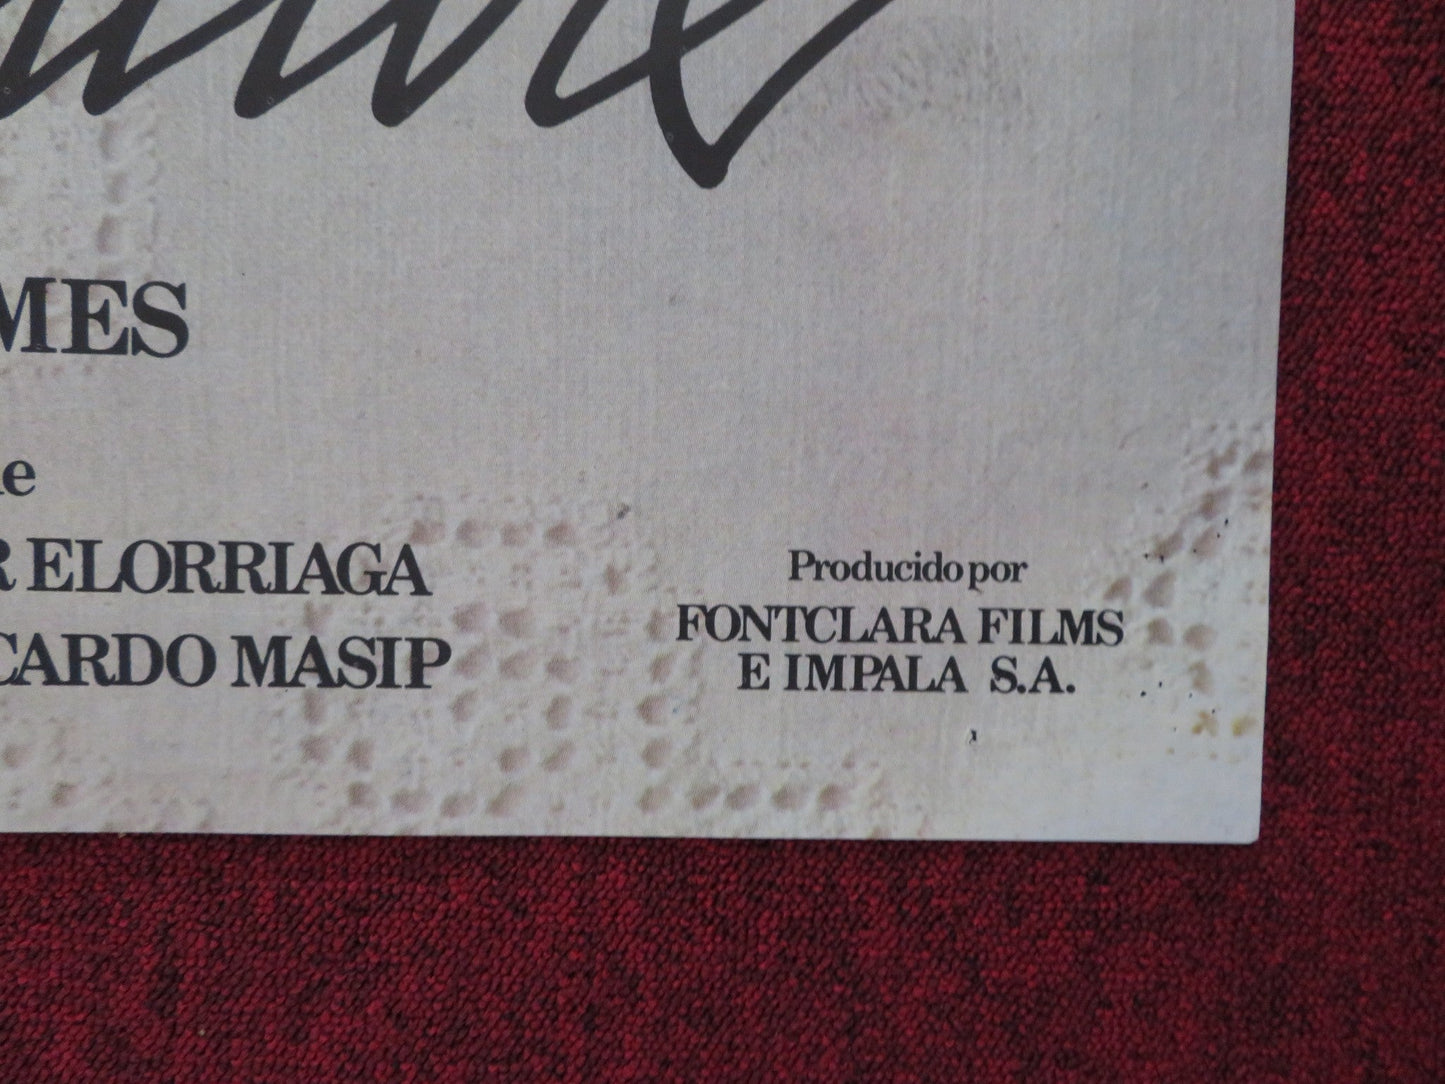 MES
R ELORRIAGA
CARDO MASIP
Producido por
FONTCLARA FILMS
E IMPALA S.A.